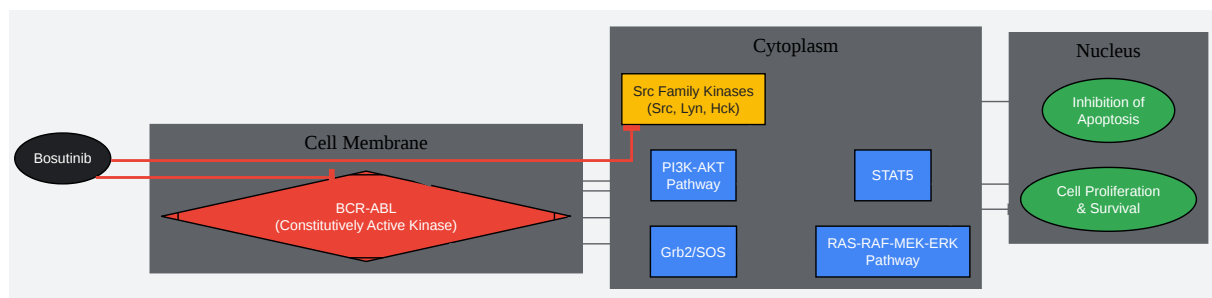 Bosutinib
Cell Membrane
BCR-ABL
(Constitutively Active Kinase)
Cytoplasm
Src Family Kinases
(Src, Lyn, Hck)
PI3K-AKT
Pathway
STAT5
Grb2/SOS
RAS-RAF-MEK-ERK
Pathway
Nucleus
Inhibition of
Apoptosis
Cell Proliferation
& Survival